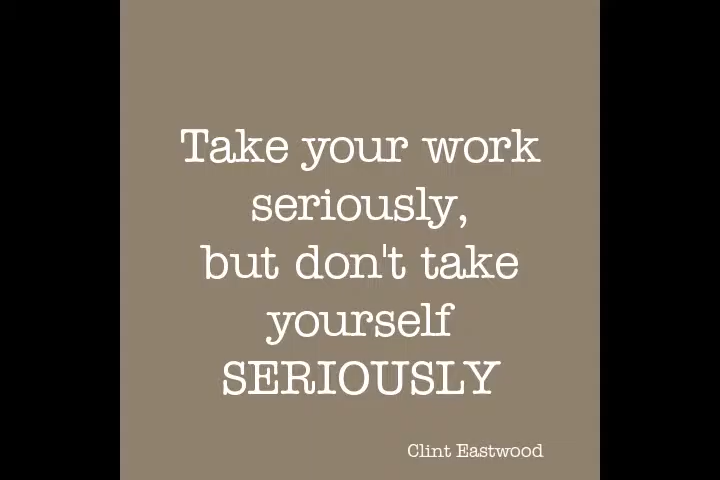 Take your work
seriously,
but don't take
yourself
SERIOUSLY
Clint Eastwood